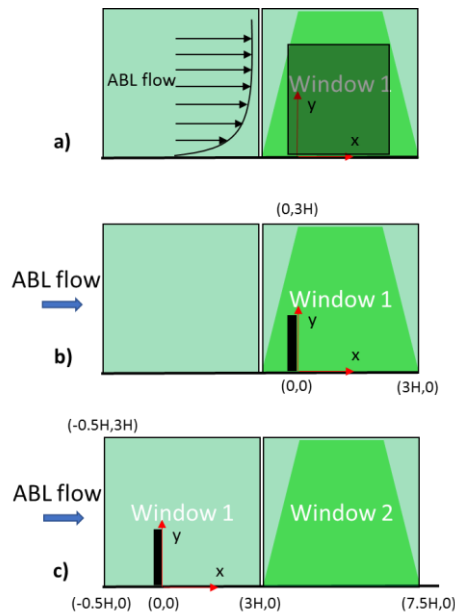 ABL flow
Window 1
y
x
a)
(0,3H)
ABL flow
Window 1
y
x
b)
(0,0)
(3H,0)
(-0.5H,3H)
ABL flow
Window 1
Window 2
y
x
c)
(-0.5H,0)
(0,0)
(3H,0)
(7.5H,0)